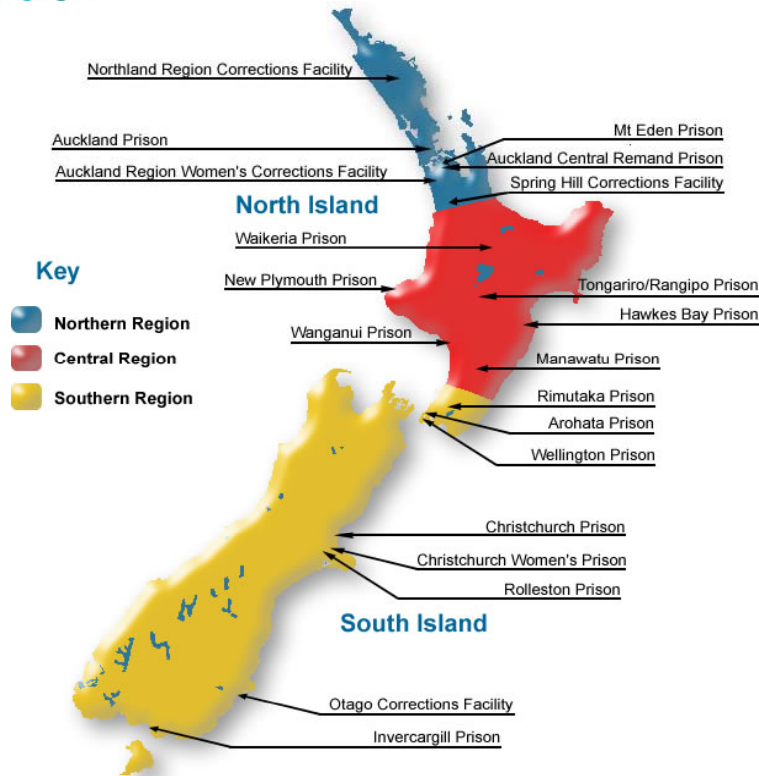 Northland Region Corrections Facility
Mt Eden Prison
Auckland Prison
Auckland Central Remand Prison
Auckland Region Women's Corrections Facility
Spring Hill Corrections Facility
North Island
Waikeria Prison
Key
New Plymouth Prison
Tongariro/Rangipo Prison
Northern Region
Hawkes Bay Prison
Wanganui Prison
Central Region
Manawatu Prison
Southern Region
Rimutaka Prison
Arohata Prison
Wellington Prison
Christchurch Prison
Christchurch Women's Prison
Rolleston Prison
South Island
Otago Corrections Facility
Invercargill Prison